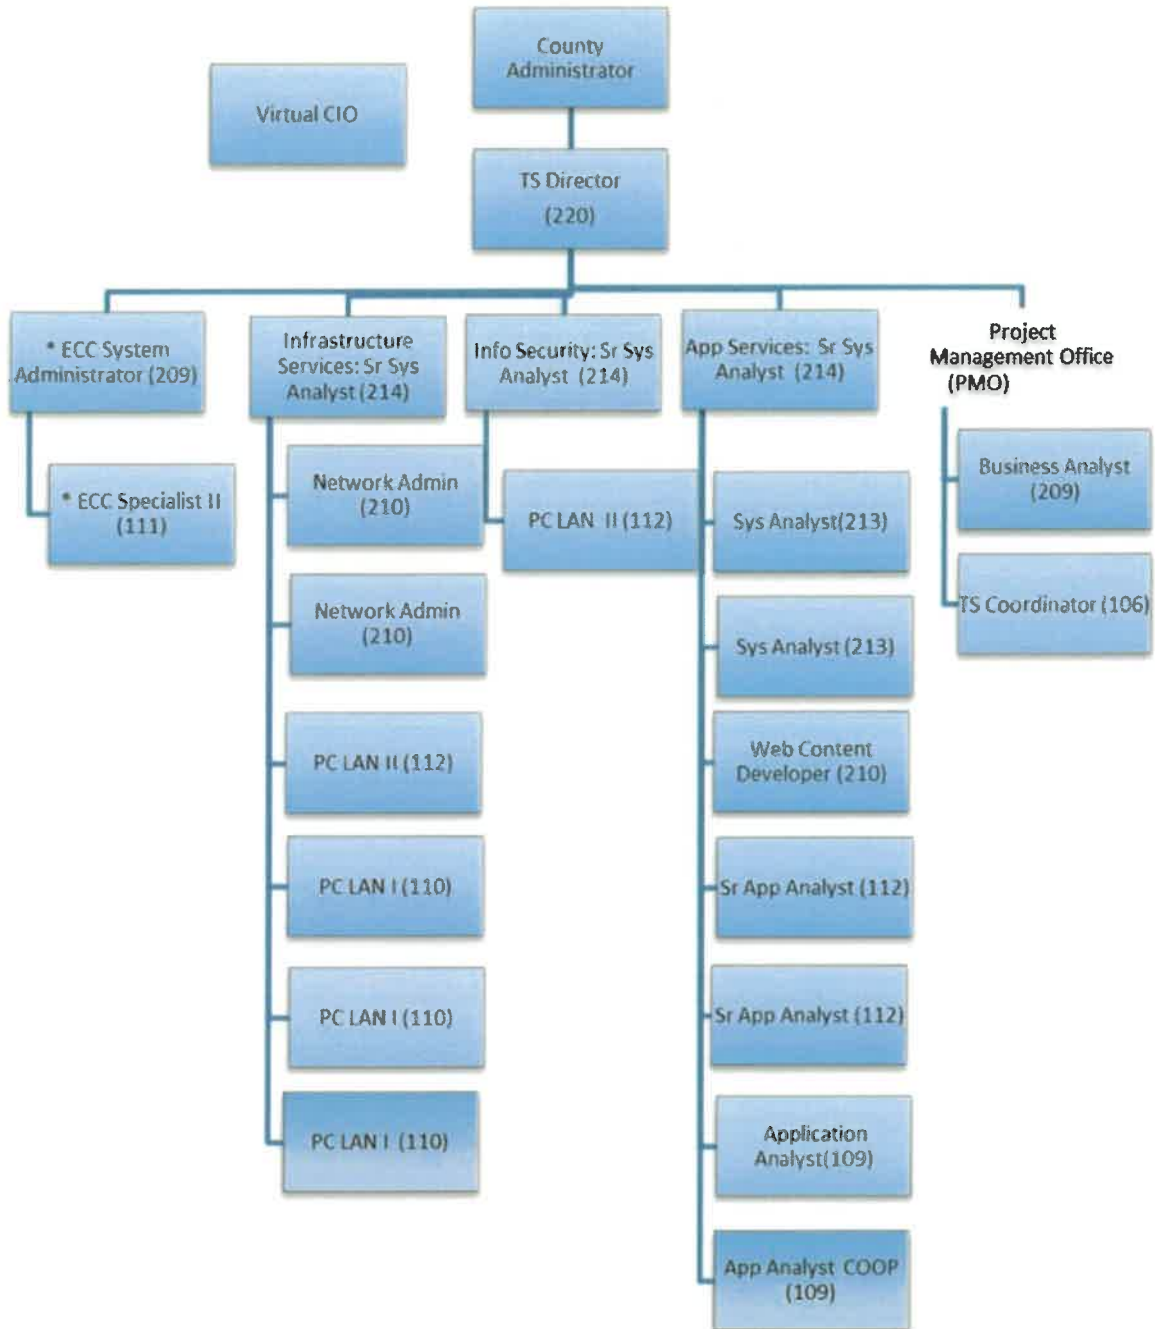 County
Administrator
Virtual CIO
TS Director
(220)
* ECC System
Administrator (209)
Infrastructure
Services: Sr Sys
Analyst (214)
Info Security: Sr Sys
Analyst (214)
App Services: Sr Sys
Analyst (214)
Project
Management Office
(PMO)
* ECC Specialist II
(111)
Network Admin
(210)
Network Admin
(210)
PC LAN II (112)
PC LAN I (110)
PC LAN I (110)
PC LAN I (110)
PC LAN II (112)
Sys Analyst(213)
Sys Analyst (213)
Web Content
Developer (210)
Sr App Analyst (112)
Sr App Analyst (112)
Application
Analyst(109)
App Analyst COOP
(109)
Business Analyst
(209)
TS Coordinator (106)